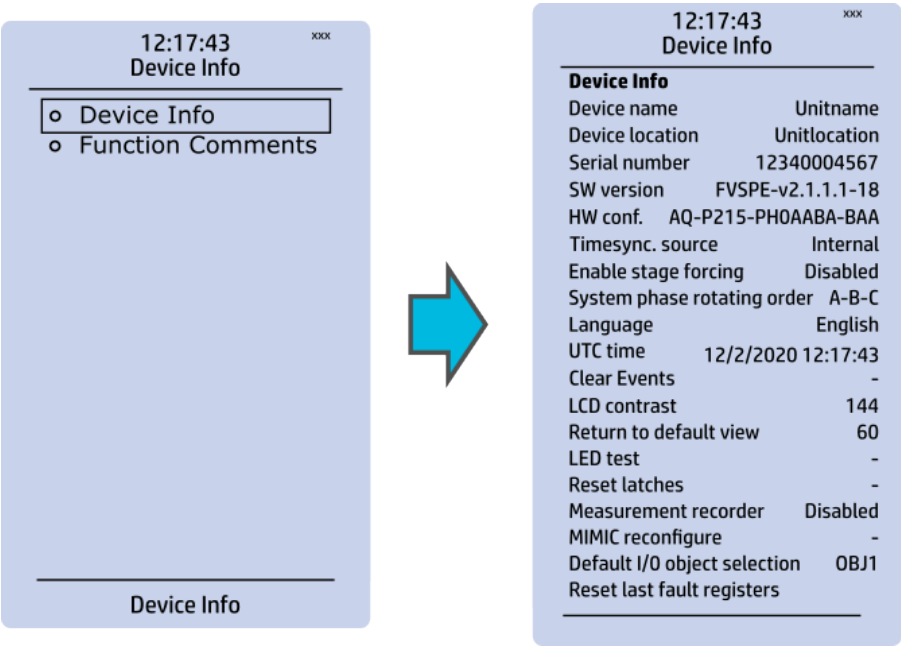 12:17:43 xxx
Device Info
Device Info
Function Comments
Device Info
12:17:43 xxx
Device Info
Device Info
Device name Unitname
Device location Unitlocation
Serial number 12340004567
SW version FVSPE-v2.1.1.1-18
HW conf. AQ-P215-PH0AABA-BAA
Timesync. source Internal
Enable stage forcing Disabled
System phase rotating order A-B-C
Language English
UTC time 12/2/2020 12:17:43
Clear Events -
LCD contrast 144
Return to default view 60
LED test -
Reset latches -
Measurement recorder Disabled
MIMIC reconfigure -
Default I/0 object selection OBJ1
Reset last fault registers